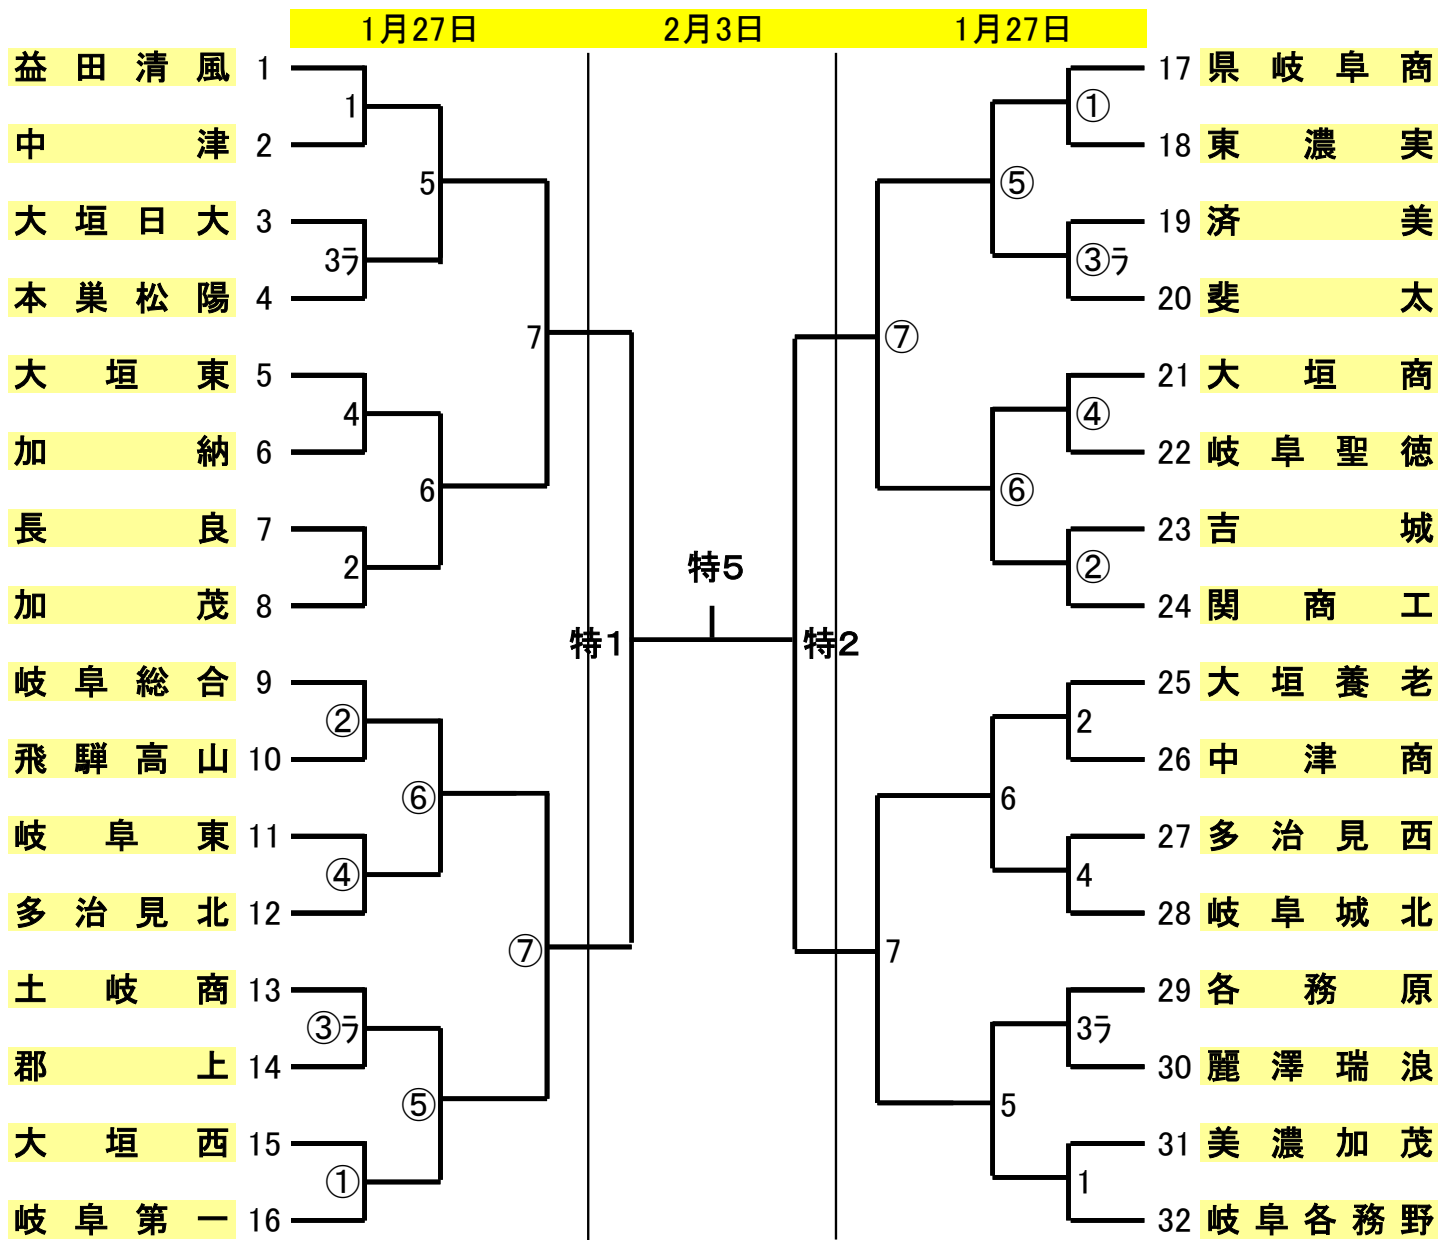 1月27日 2月3日 1月27日
益田清風 1 17 県岐阜商
1 ①
中津 2 18 東濃実
5 ⑤
大垣日大 3 19 済美
3ラ ③ラ
本巣松陽 4 20 斐太
7 ⑦
大垣東 5 21 大垣商
4 ④
加納 6 22 岐阜聖徳
6 ⑥
長良 7 23 吉城
2 特5 ②
加茂 8 24 関商工
特1 特2
岐阜総合 9 25 大垣養老
② 2
飛騨高山 10 26 中津商
⑥ 6
岐阜東 11 27 多治見西
④ 4
多治見北 12 28 岐阜城北
⑦ 7
土岐商 13 29 各務原
③ラ 3ラ
郡上 14 30 麗澤瑞浪
⑤ 5
大垣西 15 31 美濃加茂
① 1
岐阜第一 16 32 岐阜各務野